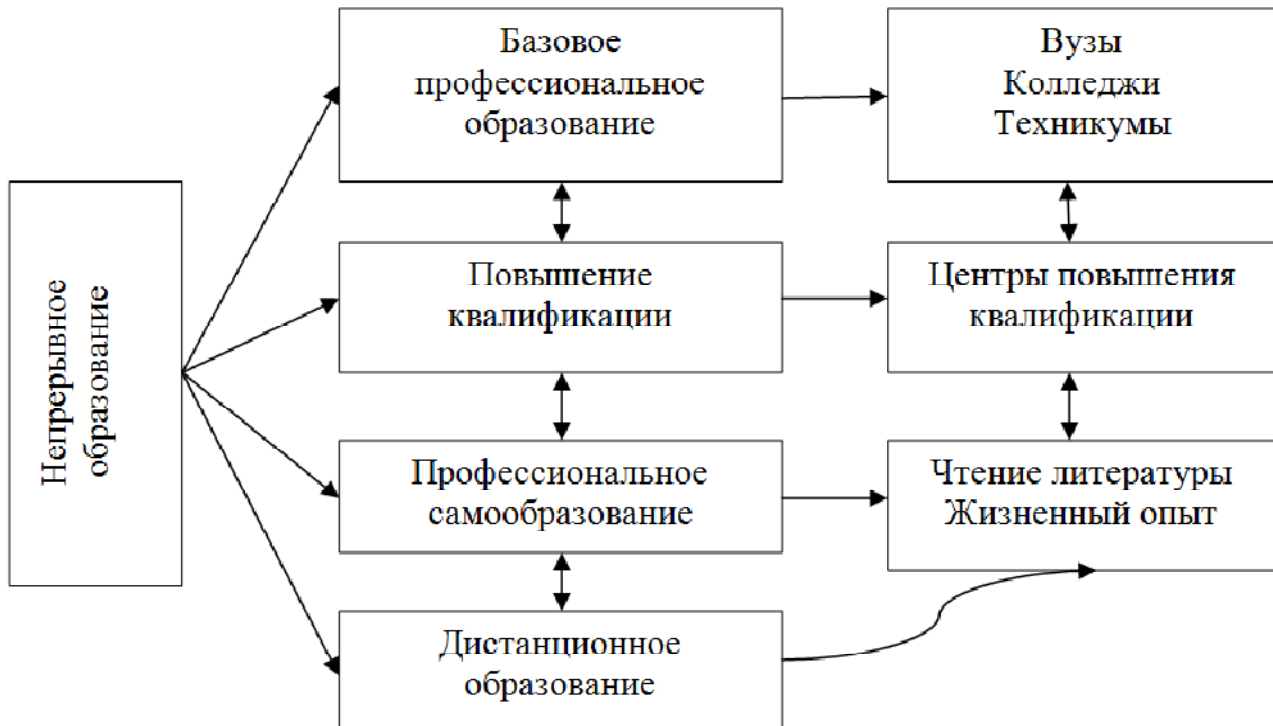 Непрерывное
образование
Базовое
профессиональное
образование
Вузы
Колледжи
Техникумы
Повышение
квалификации
Центры повышения
квалификации
Профессиональное
самообразование
Чтение литературы
Жизненный опыт
Дистанционное
образование